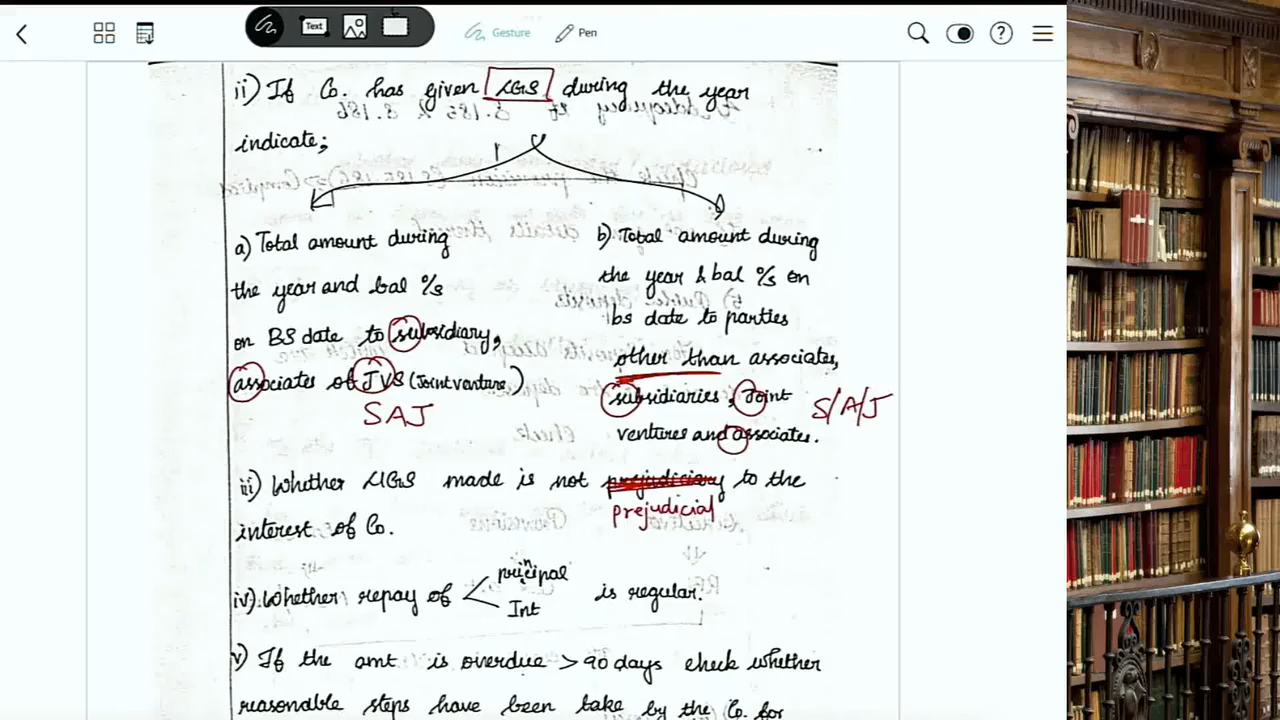 Text
Gesture
Pen
ii) If Co. has given LGS during the year
indicate;
a) Total amount during
the year and bal o/s
on BS date to subsidiary,
associates of JVS (Joint venture)
SAJ
b) Total amount during
the year & bal o/s on
bs date to parties
other than associates,
subsidiaries, Joint
ventures and associates.
S/A/J
iii) Whether LIGS made is not prejudiciary to the
prejudicial
interest of Co.
iv) Whether repay of principal
Int
is regular.
v) If the amt is overdue > 90 days check whether
reasonable steps have been take by the Co. for